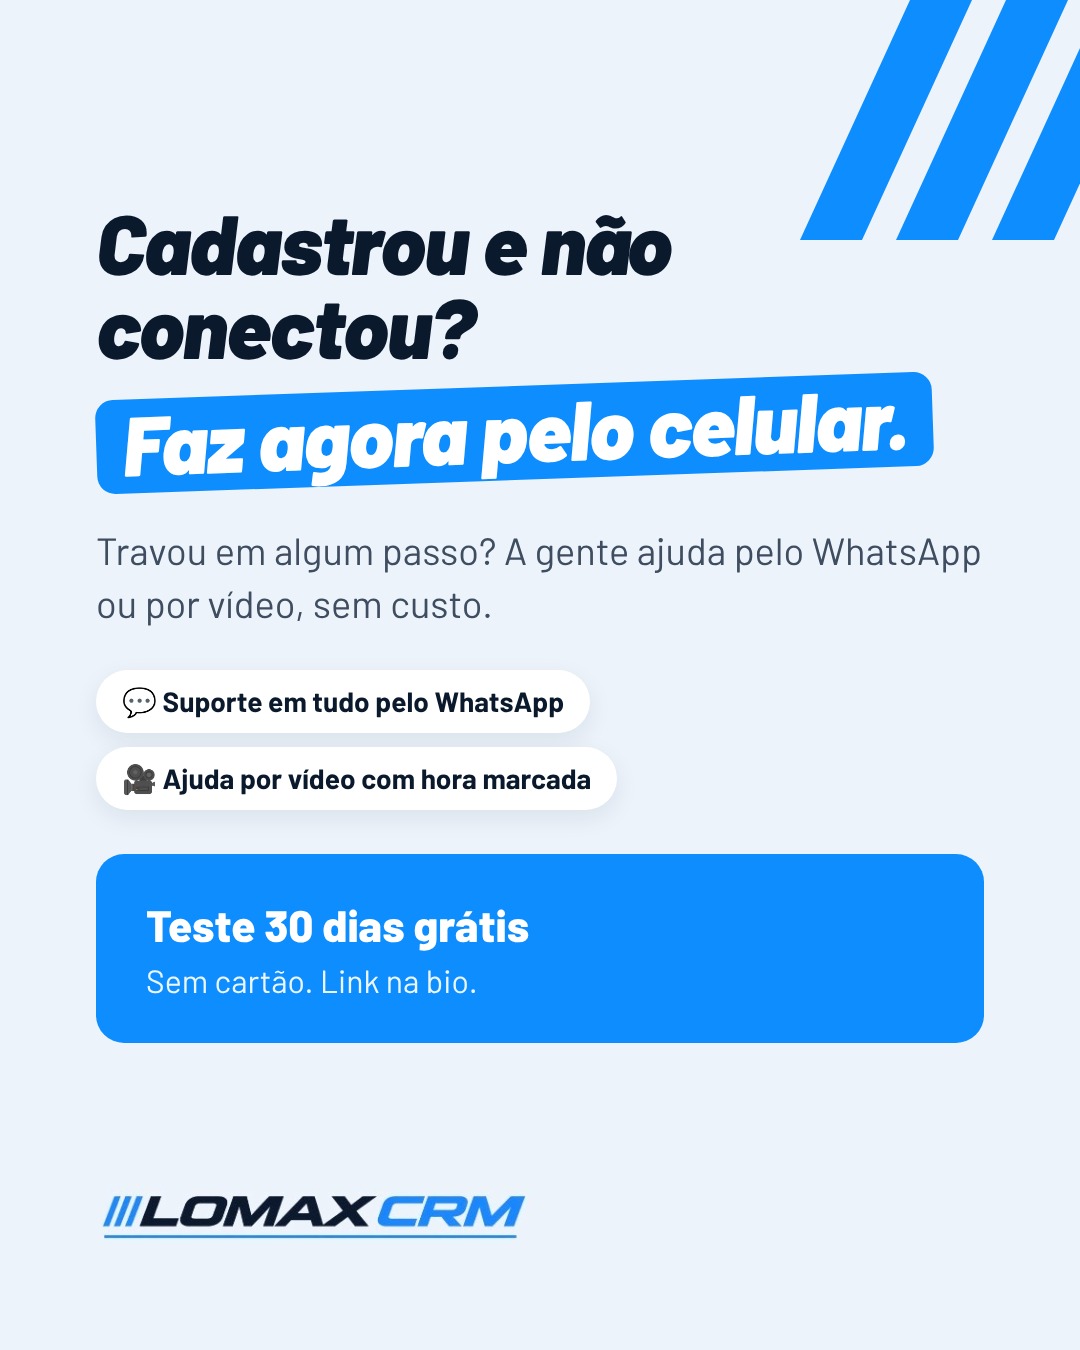 Cadastrou e não
conectou?
Faz agora pelo celular.
Travou em algum passo? A gente ajuda pelo WhatsApp
ou por vídeo, sem custo.
💬 Suporte em tudo pelo WhatsApp
🎥 Ajuda por vídeo com hora marcada
Teste 30 dias grátis
Sem cartão. Link na bio.
LOMAX CRM